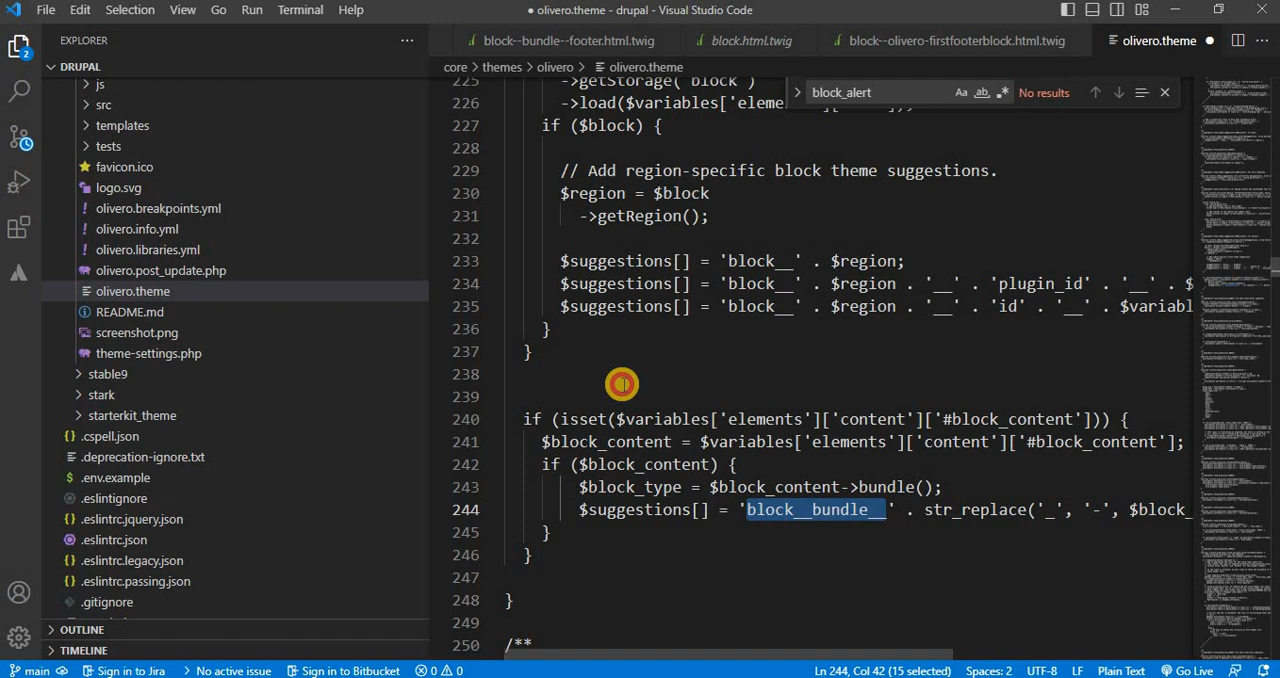 File Edit Selection View Go Run Terminal Help
● olivero.theme - drupal - Visual Studio Code
EXPLORER
DRUPAL
js
src
templates
tests
favicon.ico
logo.svg
olivero.breakpoints.yml
olivero.info.yml
olivero.libraries.yml
olivero.post_update.php
olivero.theme
README.md
screenshot.png
theme-settings.php
stable9
stark
starterkit_theme
.cspell.json
.deprecation-ignore.txt
.env.example
.eslintignore
.eslintrc.jquery.json
.eslintrc.json
.eslintrc.legacy.json
.eslintrc.passing.json
.gitignore
OUTLINE
TIMELINE
block--bundle--footer.html.twig block.html.twig block--olivero-firstfooterblock.html.twig olivero.theme
core > themes > olivero > olivero.theme
block_alert Aa ab No results
225 ->getStorage('block')
226 ->load($variables['elem
227 if ($block) {
228
229 // Add region-specific block theme suggestions.
230 $region = $block
231 ->getRegion();
232
233 $suggestions[] = 'block__' . $region;
234 $suggestions[] = 'block__' . $region . '__' . 'plugin_id' . '__' . $
235 $suggestions[] = 'block__' . $region . '__' . 'id' . '__' . $variabl
236 }
237 }
238
239
240 if (isset($variables['elements']['content']['#block_content'])) {
241 $block_content = $variables['elements']['content']['#block_content'];
242 if ($block_content) {
243 $block_type = $block_content->bundle();
244 $suggestions[] = 'block__bundle__' . str_replace('_', '-', $block_
245 }
246 }
247
248 }
249
250 /**
main Sign in to Jira No active issue Sign in to Bitbucket 0 0 Ln 244, Col 42 (15 selected) Spaces: 2 UTF-8 LF Plain Text Go Live